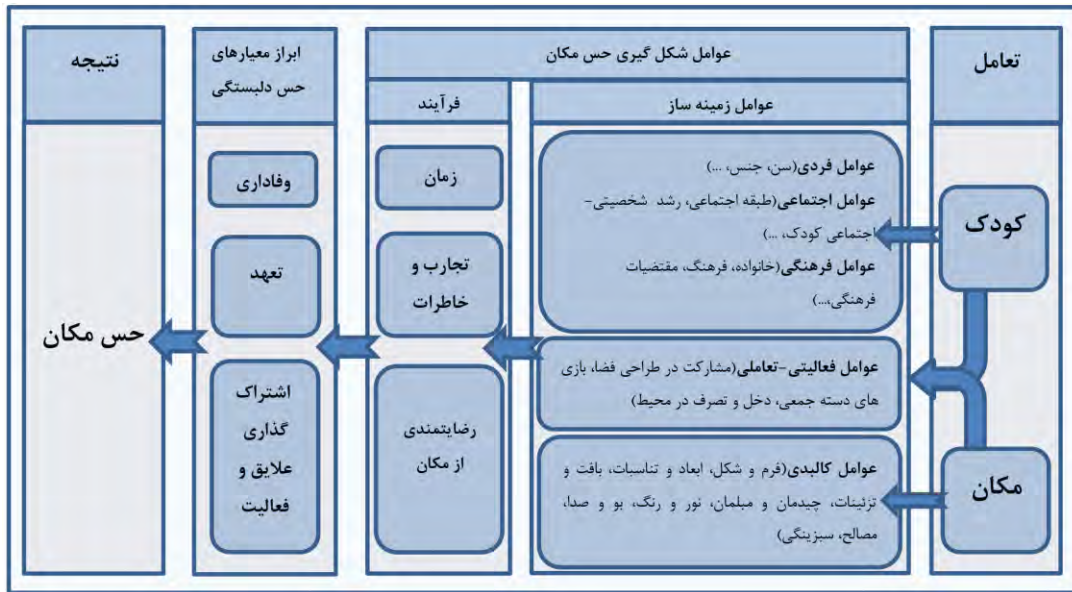 تعامل
کودک
مکان
عوامل شکل گیری حس مکان
عوامل زمینه ساز
عوامل فردی(سن، جنس، ...)
عوامل اجتماعی(طبقه اجتماعی، رشد شخصیتی-
اجتماعی کودک، ...)
عوامل فرهنگی(خانواده، فرهنگ، مقتضیات
فرهنگی،...)
عوامل فعالیتی-تعاملی(مشارکت در طراحی فضا، بازی
های دسته جمعی، دخل و تصرف در محیط)
عوامل کالبدی(فرم و شکل، ابعاد و تناسبات، بافت و
تزئینات، چیدمان و مبلمان، نور و رنگ، بو و صدا،
مصالح، سبزینگی)
فرآیند
زمان
تجارب و
خاطرات
رضایتمندی
از مکان
ابراز معیارهای
حس دلبستگی
وفاداری
تعهد
اشتراک
گذاری
علایق و
فعالیت
نتیجه
حس مکان